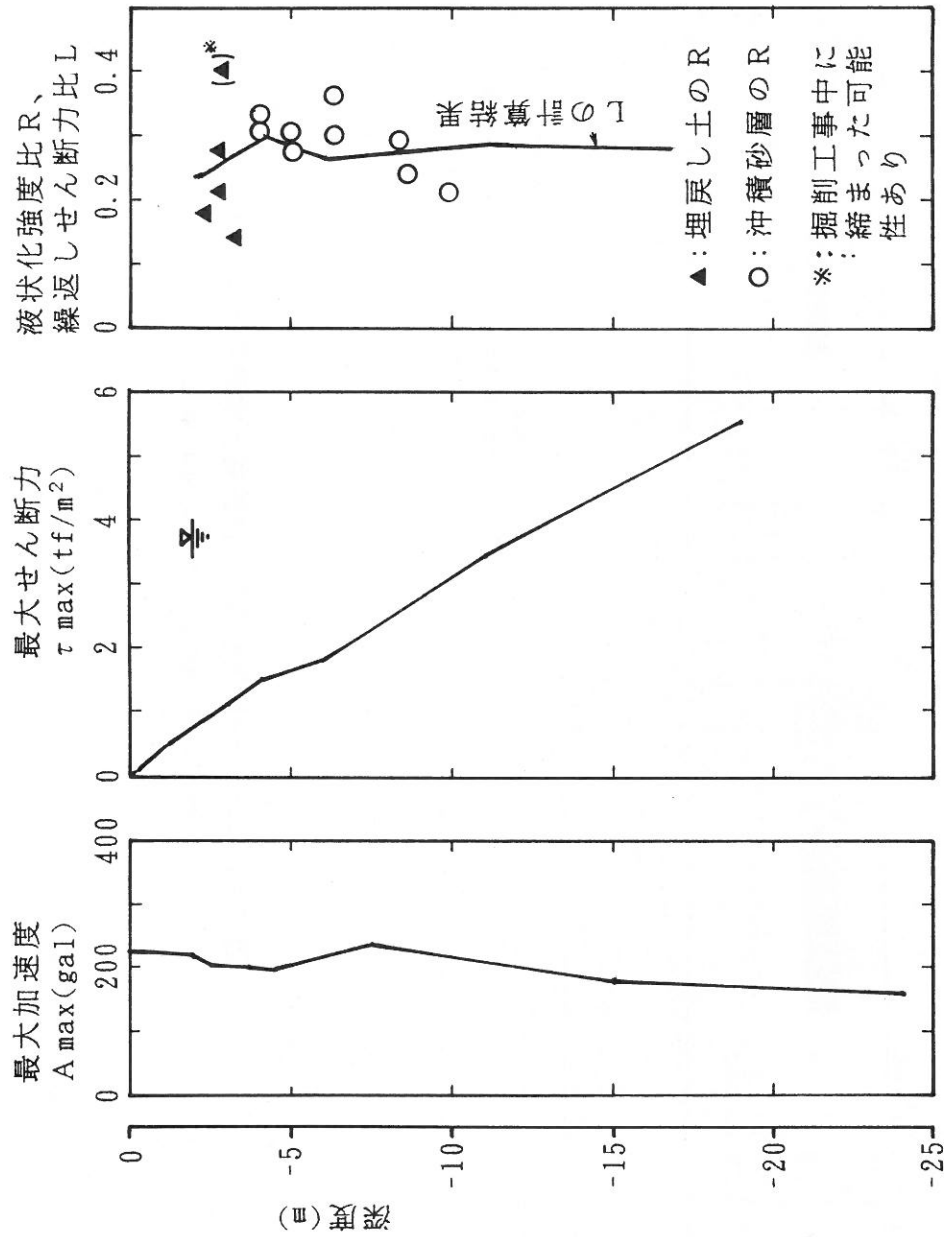 最大加速度
Amax(gal)
0
200
400
最大せん断力
τmax(tf/m²)
0
2
4
6
液状化強度比R、
繰返しせん断力比L
0
0.2
0.4
深度(m)
0
-5
-10
-15
-20
-25
(▲)※
Lの計算結果
▲:埋戻し土のR
○:沖積砂層のR
※:掘削工事中に
:締まった可能
性あり